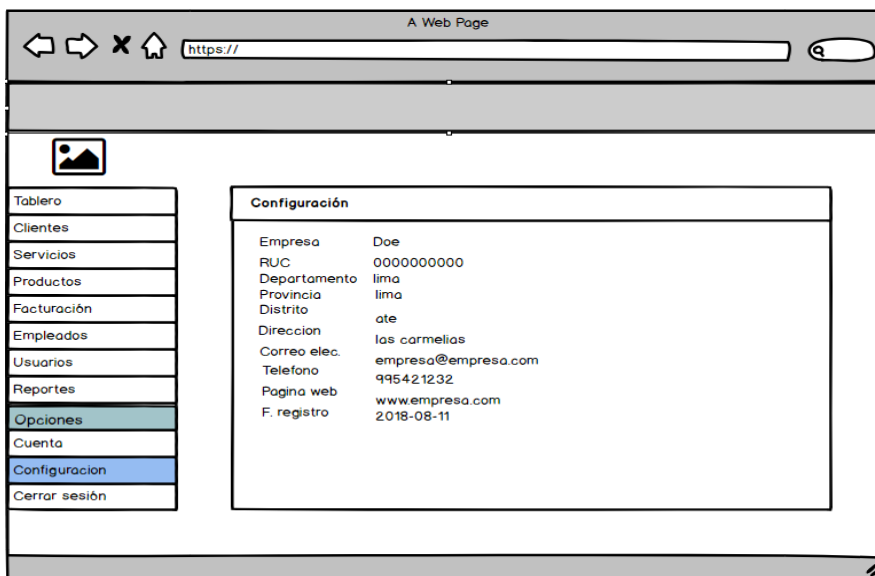 A Web Page
https://
Tablero
Clientes
Servicios
Productos
Facturación
Empleados
Usuarios
Reportes
Opciones
Cuenta
Configuracion
Cerrar sesión
Configuración
Empresa Doe
RUC 0000000000
Departamento lima
Provincia lima
Distrito ate
Direccion las carmelias
Correo elec. empresa@empresa.com
Telefono 995421232
Pagina web www.empresa.com
F. registro 2018-08-11